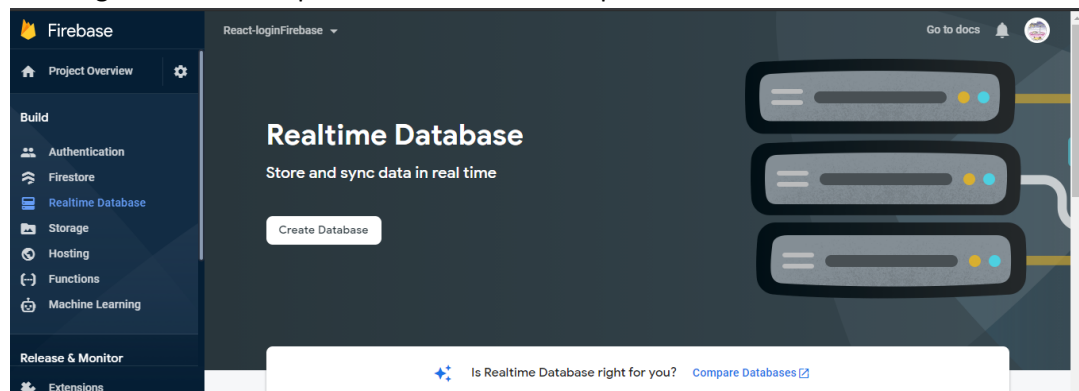 Firebase
React-loginFirebase
Go to docs
Project Overview
Build
Authentication
Firestore
Realtime Database
Storage
Hosting
Functions
Machine Learning
Release & Monitor
Extensions
Realtime Database
Store and sync data in real time
Create Database
Is Realtime Database right for you? Compare Databases